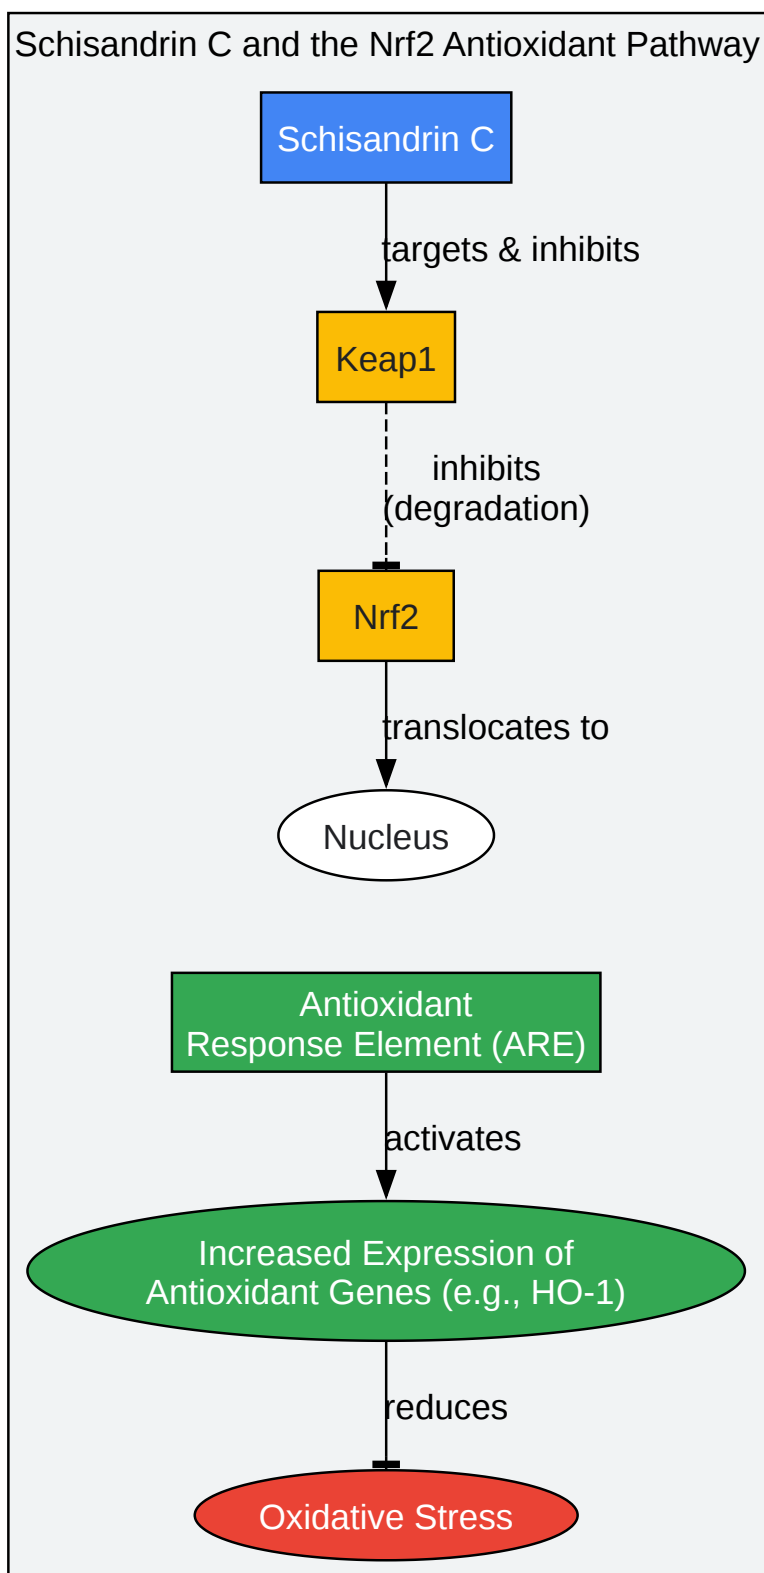 Schisandrin C and the Nrf2 Antioxidant Pathway
Schisandrin C
targets & inhibits
Keap1
inhibits
(degradation)
Nrf2
translocates to
Nucleus
Antioxidant
Response Element (ARE)
activates
Increased Expression of
Antioxidant Genes (e.g., HO-1)
reduces
Oxidative Stress